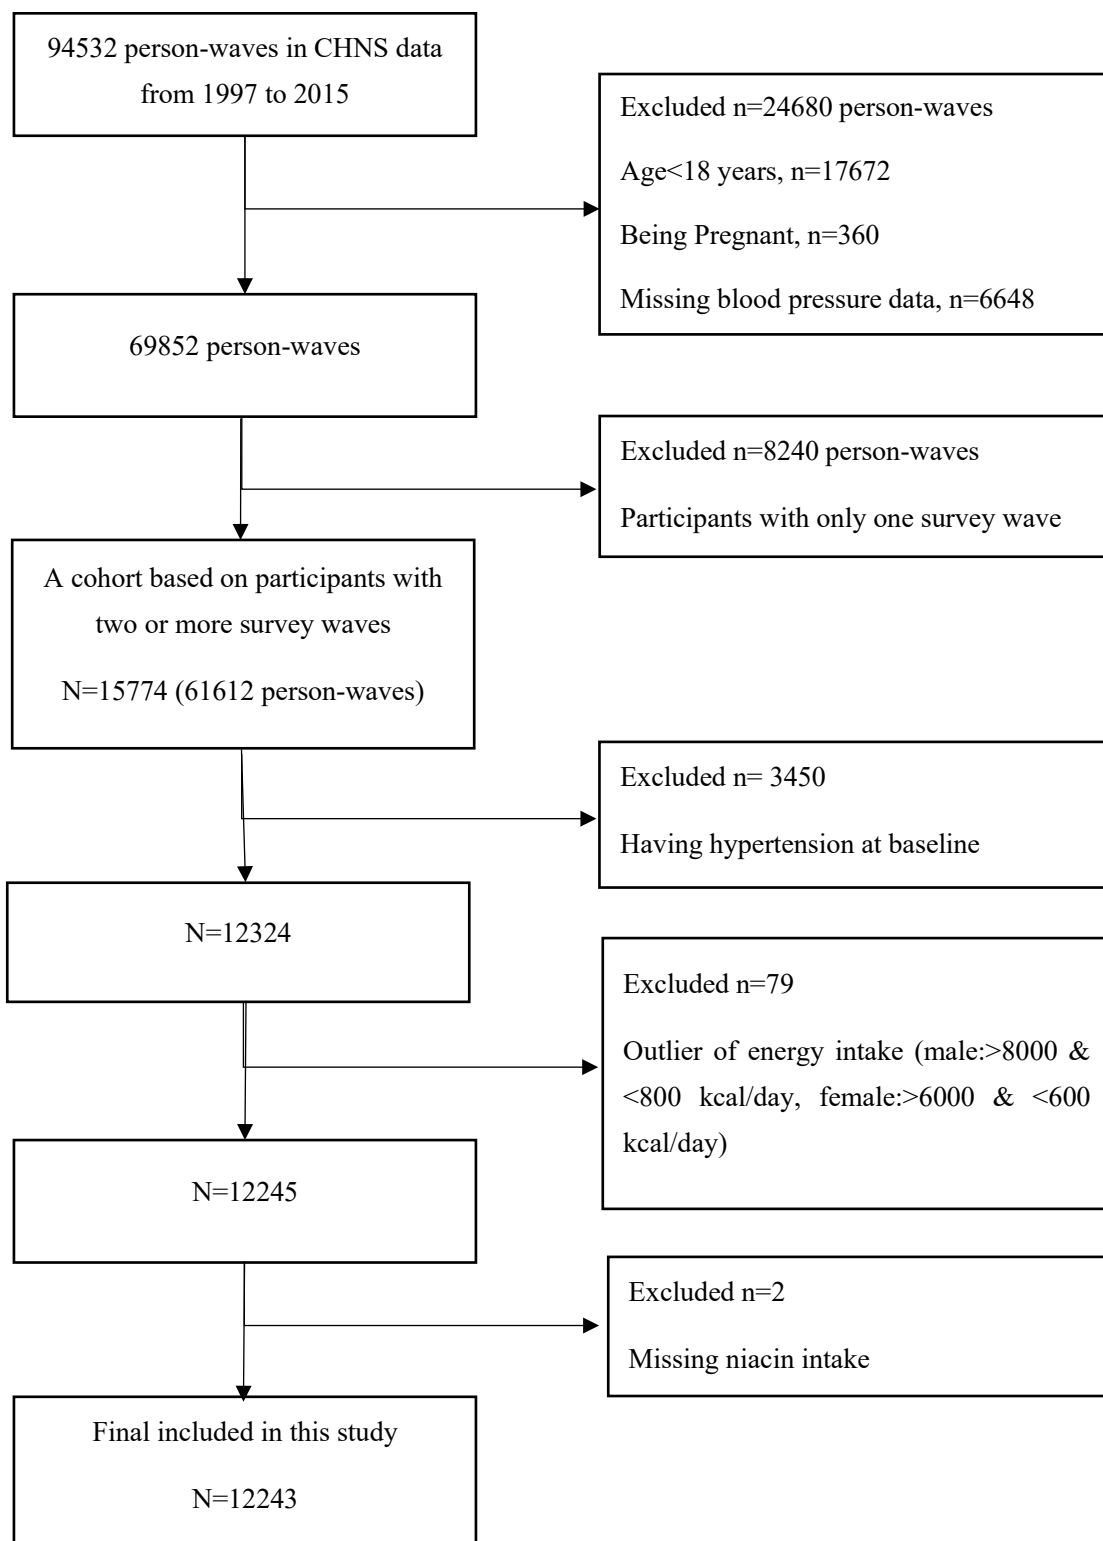 94532 person-waves in CHNS data
from 1997 to 2015
Excluded n=24680 person-waves
Age<18 years, n=17672
Being Pregnant, n=360
Missing blood pressure data, n=6648
69852 person-waves
Excluded n=8240 person-waves
Participants with only one survey wave
A cohort based on participants with
two or more survey waves
N=15774 (61612 person-waves)
Excluded n= 3450
Having hypertension at baseline
N=12324
Excluded n=79
Outlier of energy intake (male:>8000 &
<800 kcal/day, female:>6000 & <600
kcal/day)
N=12245
Excluded n=2
Missing niacin intake
Final included in this study
N=12243